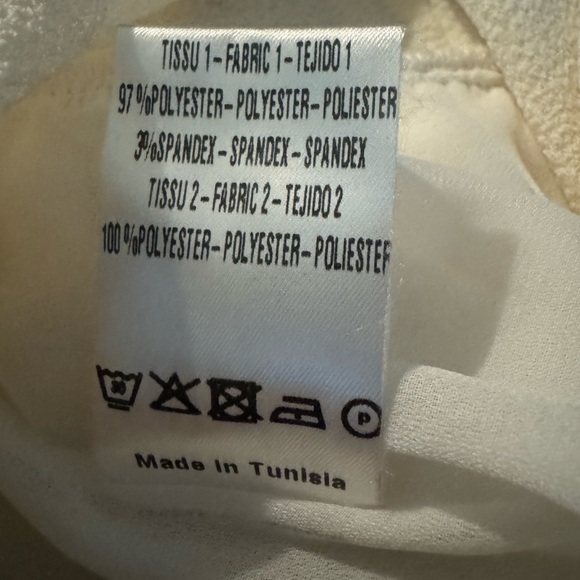 TISSU 1-FABRIC 1-TEJIDO 1
97 %POLYESTER-POLYESTER-POLIESTER
3%SPANDEX-SPANDEX-SPANDEX
TISSU 2-FABRIC 2-TEJIDO 2
100 %POLYESTER-POLYESTER-POLIESTER
30
P
Made in Tunisia